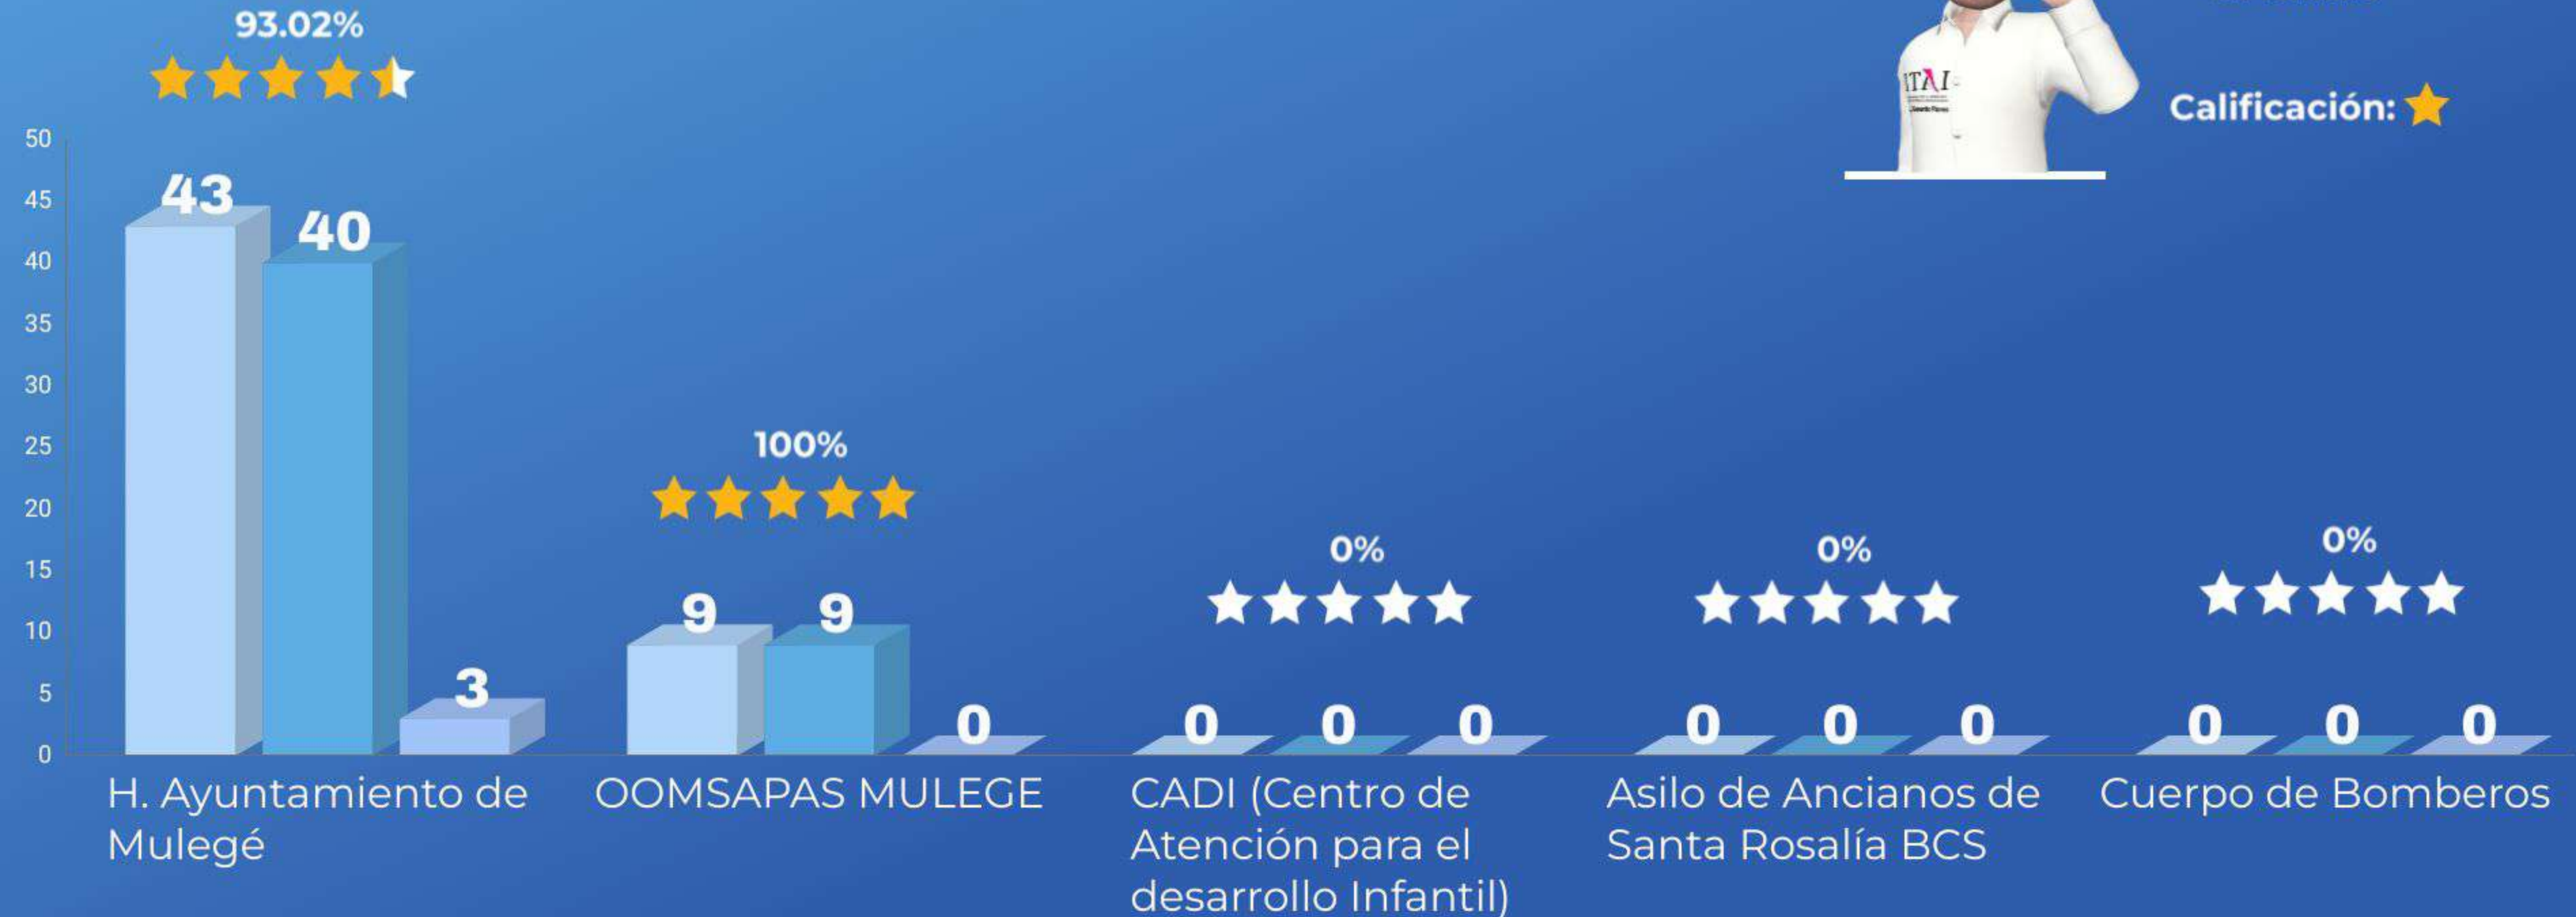 93.02%
ITAI
Calificación:
50
45
40
35
30
25
20
15
10
5
0
43
40
3
100%
9
9
0
0%
0
0
0
0%
0
0
0
0%
0
0
0
H. Ayuntamiento de
Mulegé
OOMSAPAS MULEGE
CADI (Centro de
Atención para el
desarrollo Infantil)
Asilo de Ancianos de
Santa Rosalía BCS
Cuerpo de Bomberos